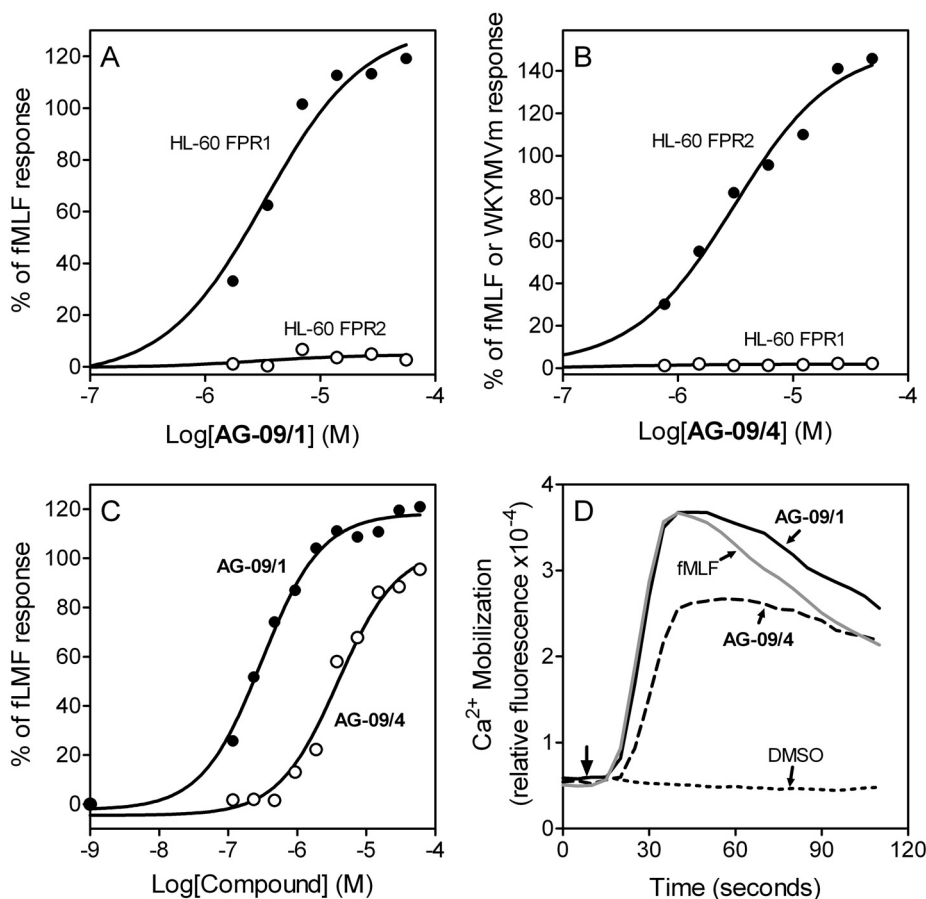 A
% of fMLF response
120
100
80
60
40
20
0
HL-60 FPR1
HL-60 FPR2
-7
-6
-5
-4
Log[AG-09/1] (M)
B
% of fMLF or WKYMVm response
140
120
100
80
60
40
20
0
HL-60 FPR2
HL-60 FPR1
-7
-6
-5
-4
Log[AG-09/4] (M)
C
% of fLMF response
120
100
80
60
40
20
0
AG-09/1
AG-09/4
-9
-7
-6
-5
-4
Log[Compound] (M)
D
Ca2+ Mobilization
(relative fluorescence x10-4)
4
3
2
1
0
AG-09/1
fMLF
AG-09/4
DMSO
0
30
60
90
120
Time (seconds)